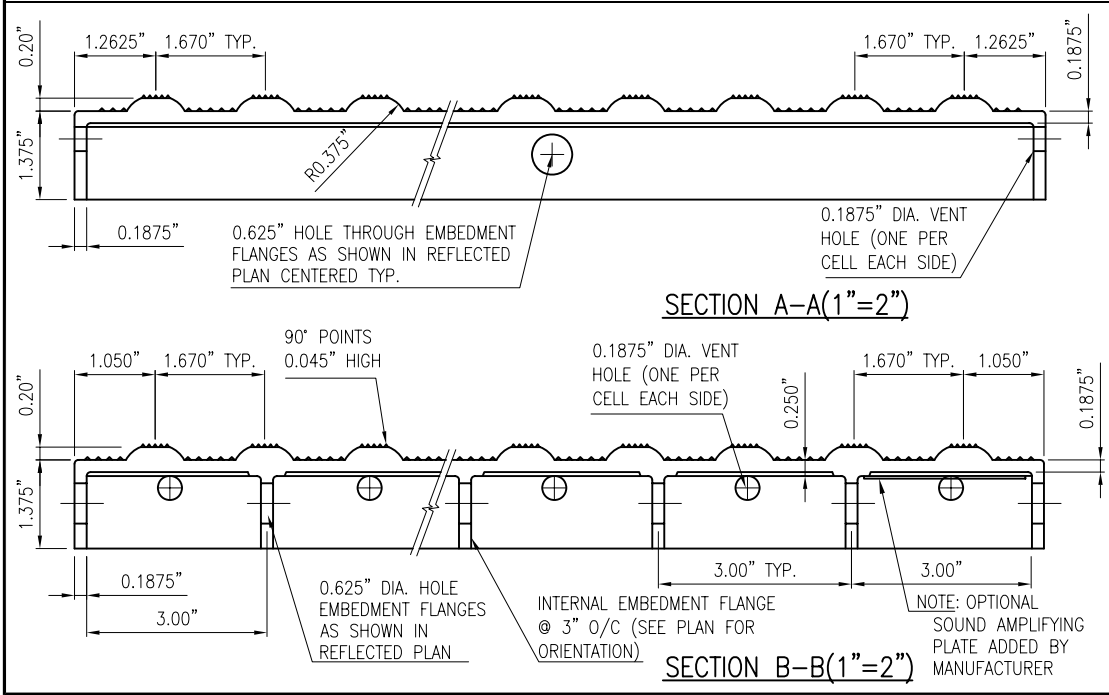 0.20”
1.2625”
1.670” TYP.
1.670” TYP.
1.2625”
0.1875”
1.375”
R0.375”
0.1875”
0.625” HOLE THROUGH EMBEDMENT
FLANGES AS SHOWN IN REFLECTED
PLAN CENTERED TYP.
0.1875” DIA. VENT
HOLE (ONE PER
CELL EACH SIDE)
SECTION A-A(1”=2”)
90° POINTS
0.045” HIGH
0.1875” DIA. VENT
HOLE (ONE PER
CELL EACH SIDE)
0.20”
1.050”
1.670” TYP.
0.250”
1.670” TYP.
1.050”
0.1875”
1.375”
0.1875”
3.00”
0.625” DIA. HOLE
EMBEDMENT FLANGES
AS SHOWN IN
REFLECTED PLAN
INTERNAL EMBEDMENT FLANGE
@ 3” O/C (SEE PLAN FOR
ORIENTATION)
3.00” TYP.
3.00”
NOTE: OPTIONAL
SOUND AMPLIFYING
PLATE ADDED BY
MANUFACTURER
SECTION B-B(1”=2”)